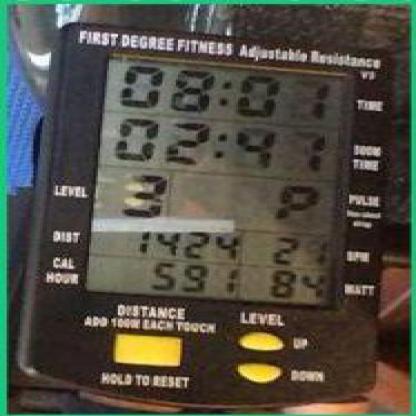 FIRST DEGREE FITNESS Adjustable Resistance
V3
08:01 TIME
02:47 500M TIME
LEVEL 3 P PULSE
DIST 1424 21 SPM
CAL HOUR 591 84 WATT
DISTANCE
ADD 100M EACH TOUCH
HOLD TO RESET
LEVEL
UP
DOWN